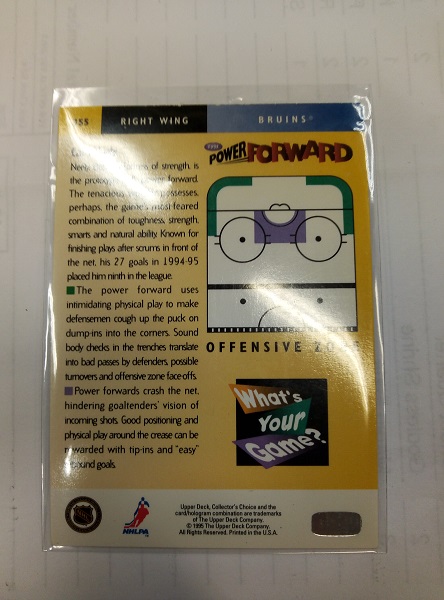 355
RIGHT WING
BRUINS
POWER FORWARD
of strength, is
the forward.
The tenacious possesses,
perhaps, the game's most feared
combination of toughness, strength,
smarts and natural ability. Known for
finishing plays after scrums in front of
the net, his 27 goals in 1994-95
placed him ninth in the league.
The power forward uses
intimidating physical play to make
defensemen cough up the puck on
dump-ins into the corners. Sound
body checks in the trenches translate
into bad passes by defenders, possible
turnovers and offensive zone face offs.
Power forwards crash the net,
hindering goaltenders' vision of
incoming shots. Good positioning and
physical play around the crease can be
rewarded with tip-ins and "easy"
rebound goals.
OFFENSIVE ZONE
What's
Your
Game?
NHL
NHLPA
Upper Deck, Collector's Choice and the
card/hologram combination are trademarks
of The Upper Deck Company.
© 1995 The Upper Deck Company.
All Rights Reserved. Printed in the U.S.A.